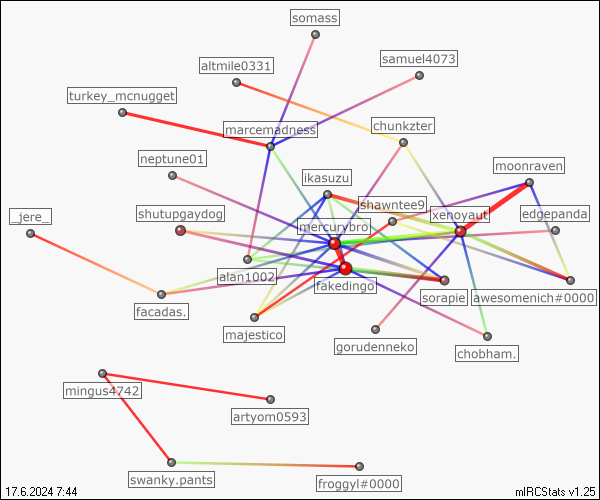 somass
samuel4073
altmile0331
turkey_mcnugget
marcemadness
chunkzter
neptune01
moonraven
ikasuzu
shawntee9
_jere_
shutupgaydog
xenoyaut
edgepanda
mercurybro
alan1002
fakedingo
sorapie
awesomenich#0000
facadas.
majestico
gorudenneko
chobham.
mingus4742
artyom0593
swanky.pants
froggyl#0000
17.6.2024 7:44
mIRCStats v1.25